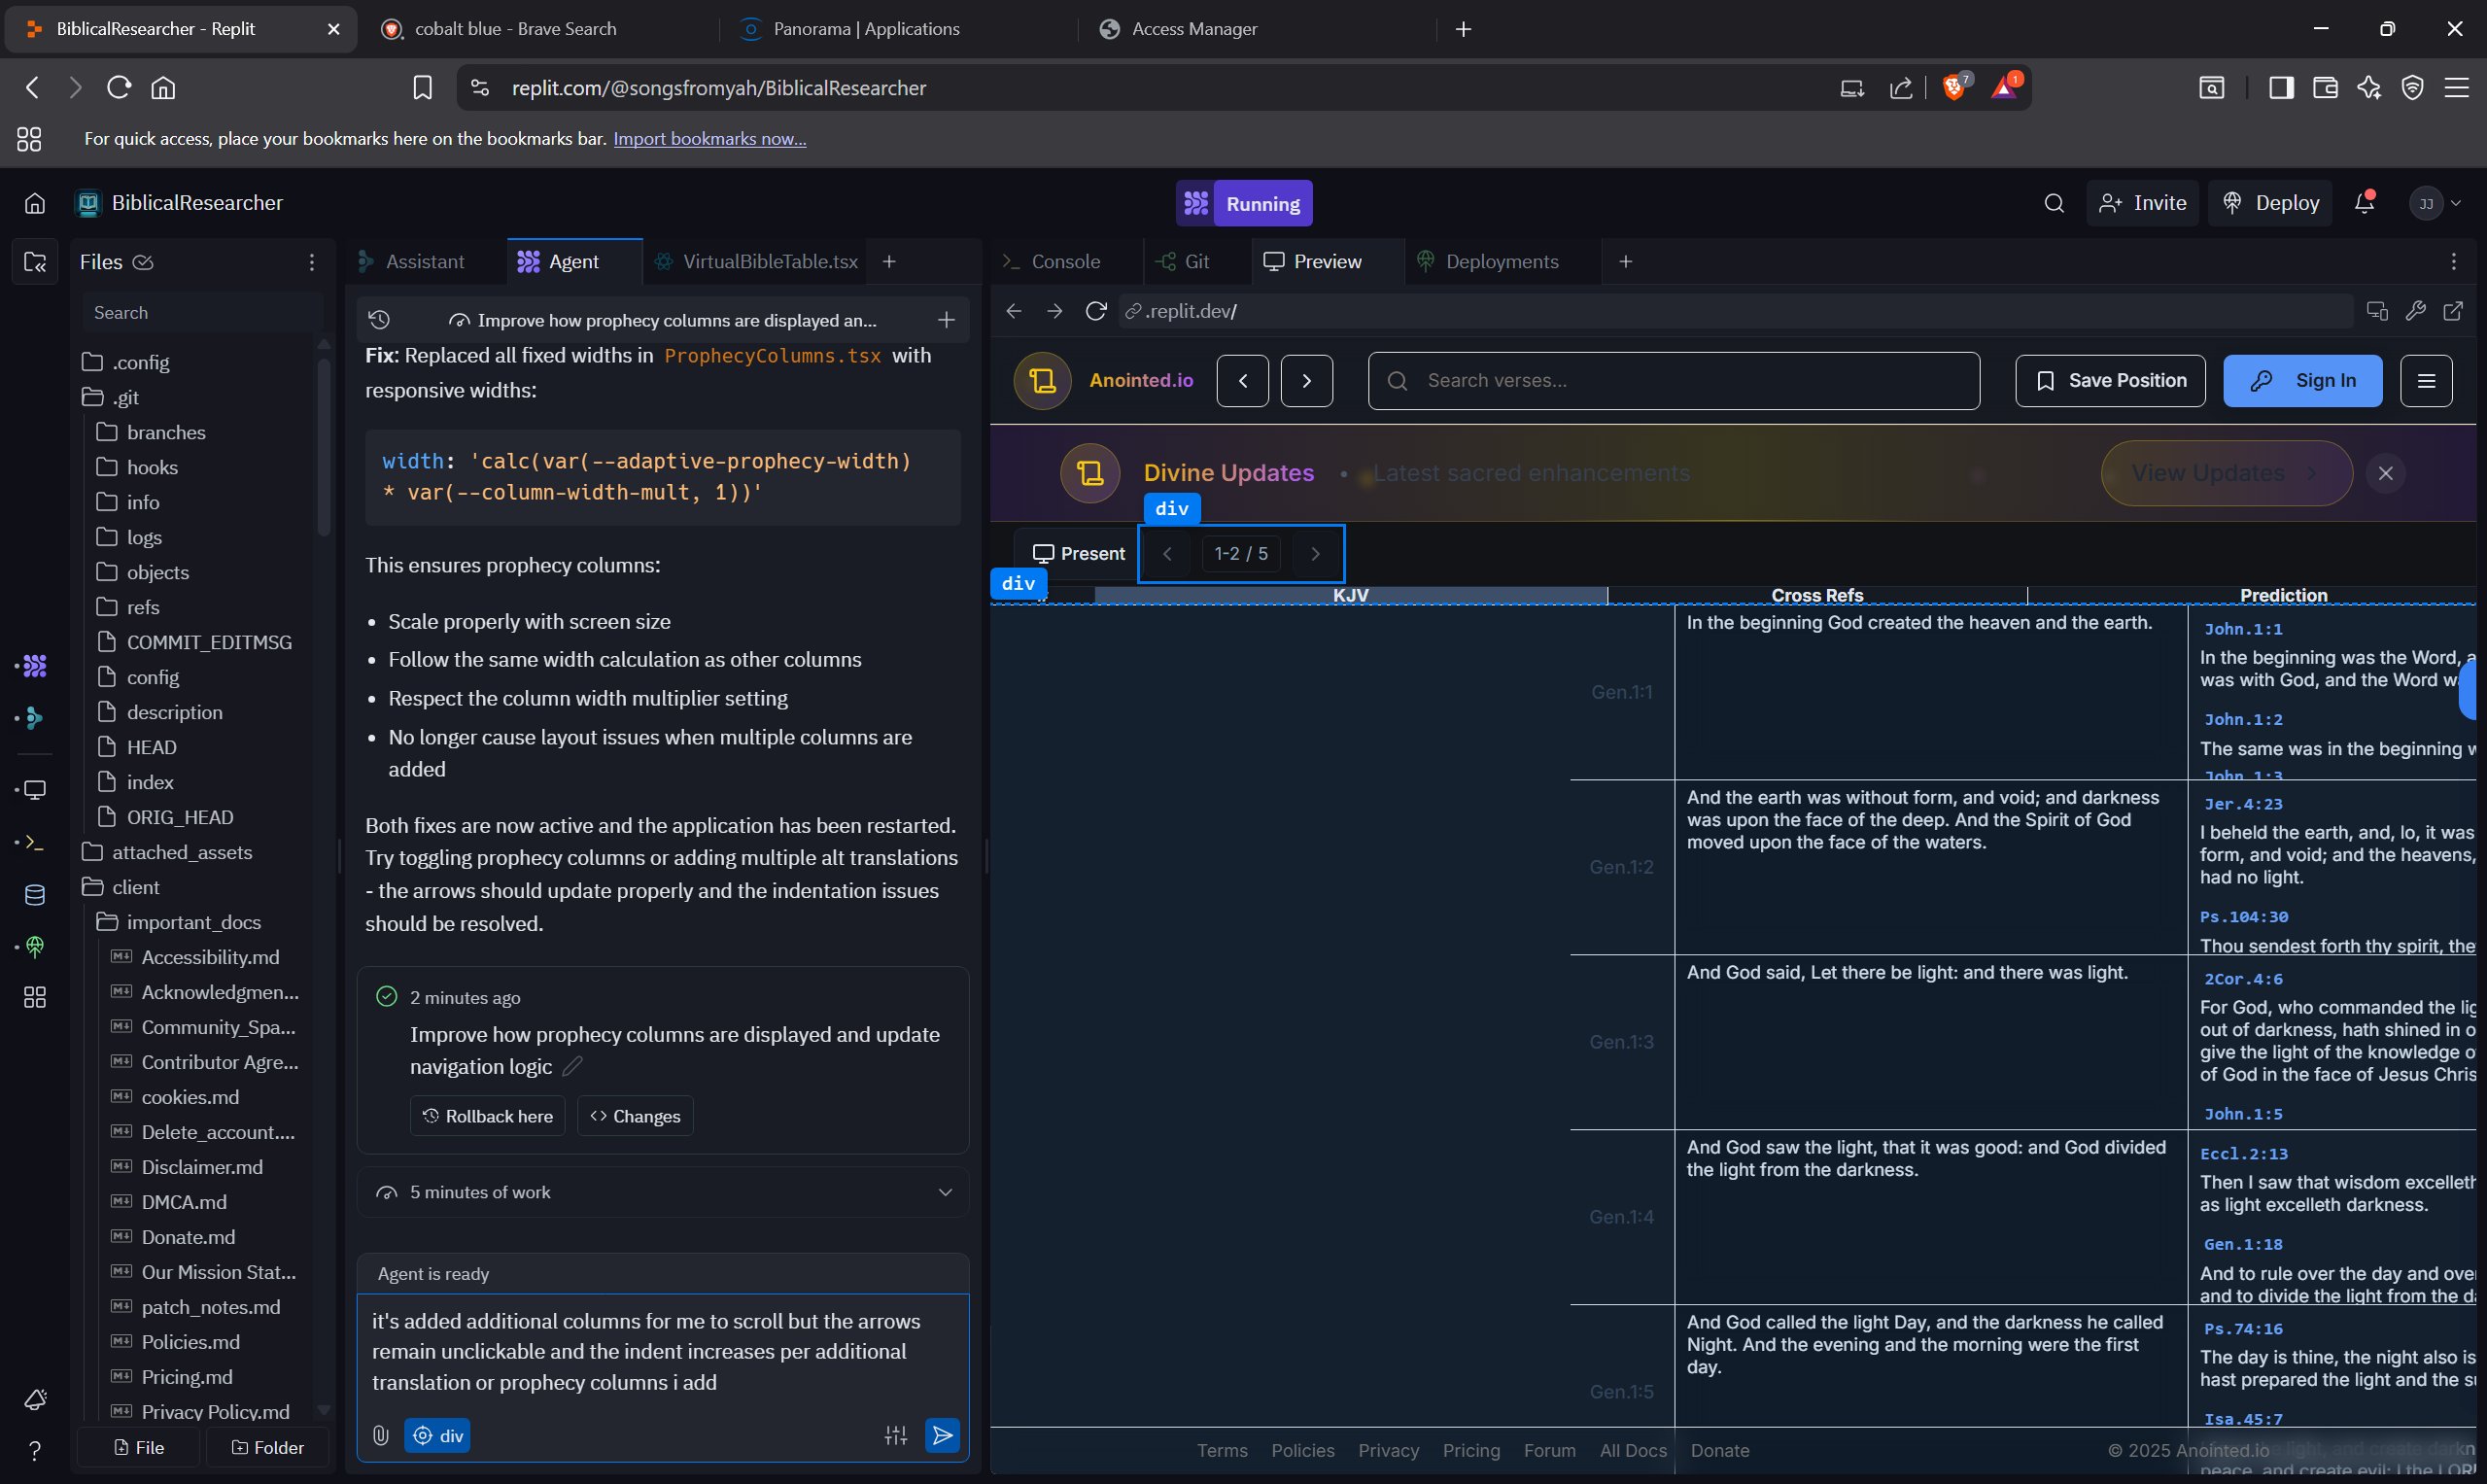 BiblicalResearcher - Replit
cobalt blue - Brave Search
Panorama | Applications
Access Manager
replit.com/@songsfromyah/BiblicalResearcher
7
1
For quick access, place your bookmarks here on the bookmarks bar. Import bookmarks now...
BiblicalResearcher
Running
Invite
Deploy
JJ
Files
Search
.config
.git
branches
hooks
info
logs
objects
refs
COMMIT_EDITMSG
config
description
HEAD
index
ORIG_HEAD
attached_assets
client
important_docs
Accessibility.md
Acknowledgmen...
Community_Spa...
Contributor Agre...
cookies.md
Delete_account....
Disclaimer.md
DMCA.md
Donate.md
Our Mission Stat...
patch_notes.md
Policies.md
Pricing.md
Privacy Policy.md
File
Folder
Assistant
Agent
VirtualBibleTable.tsx
Improve how prophecy columns are displayed an...
Fix: Replaced all fixed widths in ProphecyColumns.tsx with
responsive widths:
width: 'calc(var(--adaptive-prophecy-width)
* var(--column-width-mult, 1))'
This ensures prophecy columns:
• Scale properly with screen size
• Follow the same width calculation as other columns
• Respect the column width multiplier setting
• No longer cause layout issues when multiple columns are
added
Both fixes are now active and the application has been restarted.
Try toggling prophecy columns or adding multiple alt translations
- the arrows should update properly and the indentation issues
should be resolved.
2 minutes ago
Improve how prophecy columns are displayed and update
navigation logic
Rollback here
Changes
5 minutes of work
Agent is ready
it's added additional columns for me to scroll but the arrows
remain unclickable and the indent increases per additional
translation or prophecy columns i add
div
Console
Git
Preview
Deployments
.replit.dev/
Anointed.io
Search verses...
Save Position
Sign In
Divine Updates • Latest sacred enhancements
View Updates
div
Present
1-2 / 5
div
KJV
Cross Refs
Prediction
Gen.1:1
In the beginning God created the heaven and the earth.
John.1:1
In the beginning was the Word, a
was with God, and the Word w
John.1:2
The same was in the beginning w
John.1:3
Gen.1:2
And the earth was without form, and void; and darkness
was upon the face of the deep. And the Spirit of God
moved upon the face of the waters.
Jer.4:23
I beheld the earth, and, lo, it was
form, and void; and the heavens,
had no light.
Ps.104:30
Thou sendest forth thy spirit, the
Gen.1:3
And God said, Let there be light: and there was light.
2Cor.4:6
For God, who commanded the lig
out of darkness, hath shined in o
give the light of the knowledge o
of God in the face of Jesus Chris
John.1:5
Gen.1:4
And God saw the light, that it was good: and God divided
the light from the darkness.
Eccl.2:13
Then I saw that wisdom excelleth
as light excelleth darkness.
Gen.1:18
And to rule over the day and over
and to divide the light from the da
Gen.1:5
And God called the light Day, and the darkness he called
Night. And the evening and the morning were the first
day.
Ps.74:16
The day is thine, the night also is
hast prepared the light and the su
Isa.45:7
Terms
Policies
Privacy
Pricing
Forum
All Docs
Donate
© 2025 Anointed.io